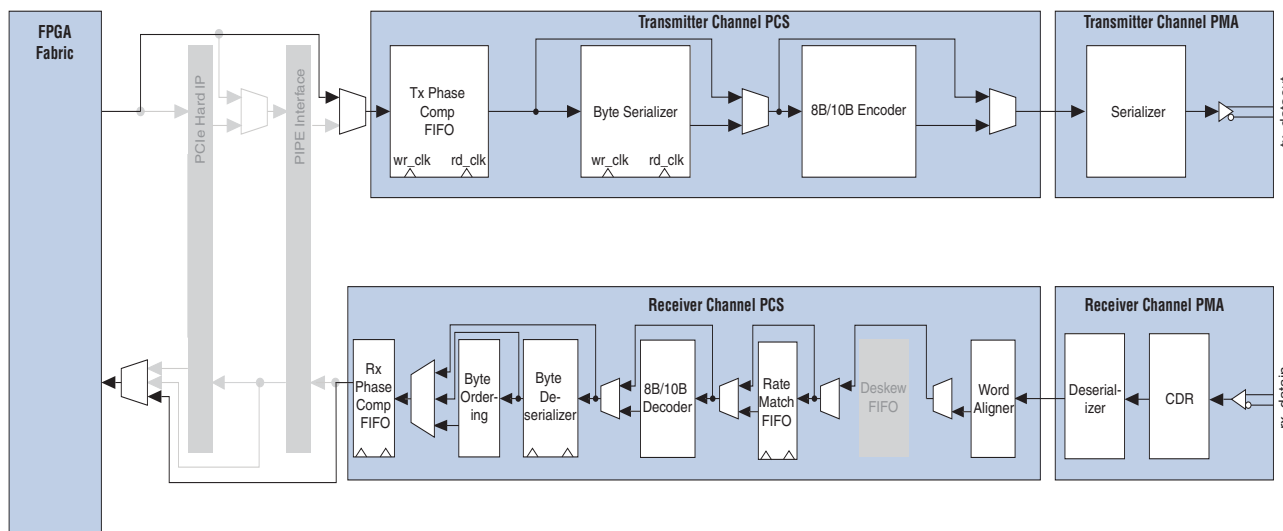 FPGA
Fabric
PCIe Hard IP
PIPE Interface
Transmitter Channel PCS
Tx Phase
Comp
FIFO
wr_clk
rd_clk
Byte Serializer
wr_clk
rd_clk
8B/10B Encoder
Transmitter Channel PMA
Serializer
Receiver Channel PCS
Rx
Phase
Comp
FIFO
Byte
Order-
ing
Byte
De-
serializer
8B/10B
Decoder
Rate
Match
FIFO
Deskew
FIFO
Word
Aligner
Receiver Channel PMA
Deserial-
izer
CDR